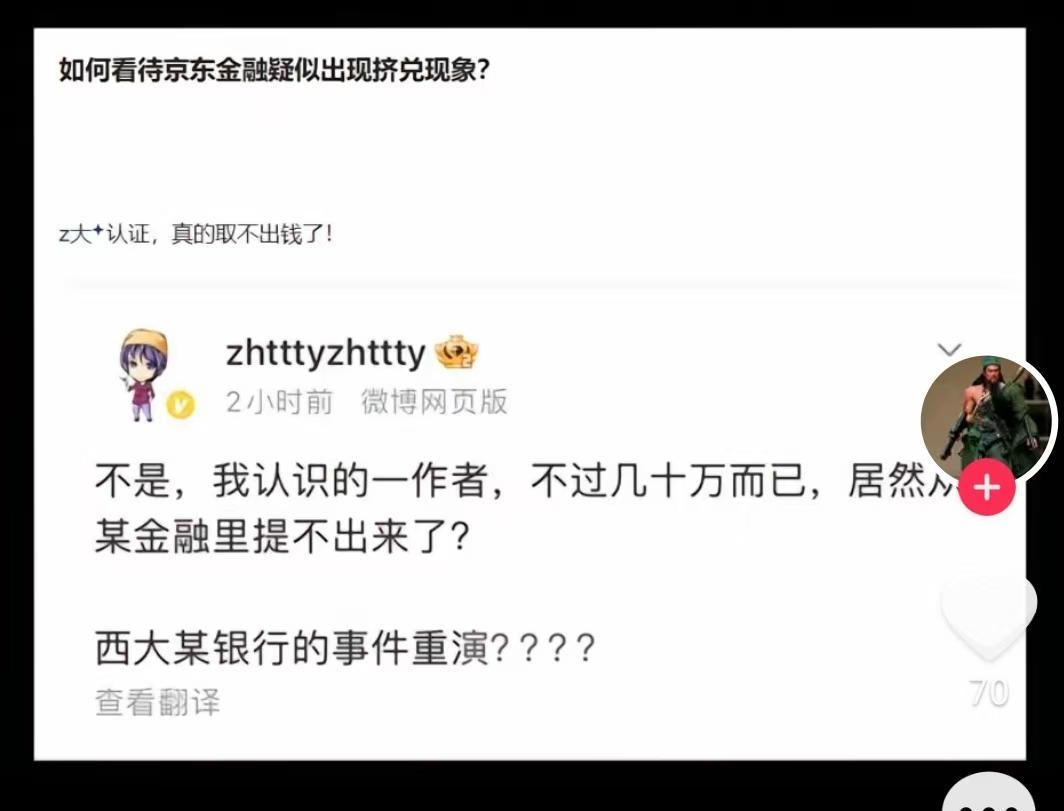 如何看待京东金融疑似出现挤兑现象?
z大✦认证，真的取不出钱了!
zhtttyzhttty
2小时前 微博网页版
不是，我认识的一作者，不过几十万而已，居然
某金融里提不出来了?
西大某银行的事件重演????
查看翻译
70